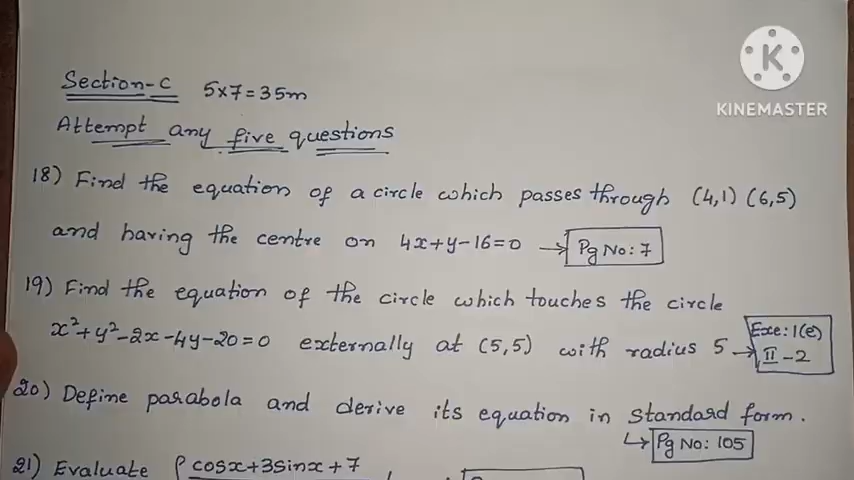 K
KINEMASTER
Section-C 5x7=35m
Attempt any five questions
18) Find the equation of a circle which passes through (4,1) (6,5)
and having the centre on 4x+y-16=0 → Pg No: 7
19) Find the equation of the circle which touches the circle
x²+y²-2x-4y-20=0 externally at (5,5) with radius 5 → Exe: 1(e) II-2
20) Define parabola and derive its equation in standard form.
↳ Pg No: 105
21) Evaluate ∫ cosx+3sinx+7